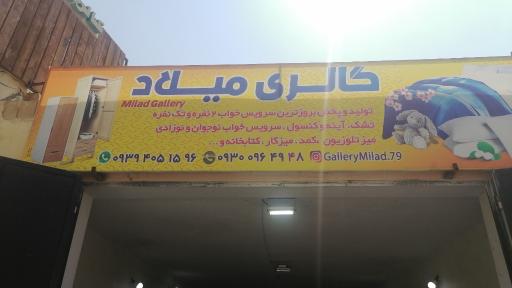 گالری میلاد
Milad Gallery
تولید و پخش بروزترین سرویس خواب ۲ نفره و تک نفره
تشک، آینه و کنسول، سرویس خواب نوجوان و نوزادی
میز تلوزیون، کمد، میزکار، کتابخانه و...
۰۹۳۹ ۴۰۵ ۱۵ ۹۶ ۰۹۳۰ ۰۹۶ ۴۹ ۴۸ GalleryMilad.79